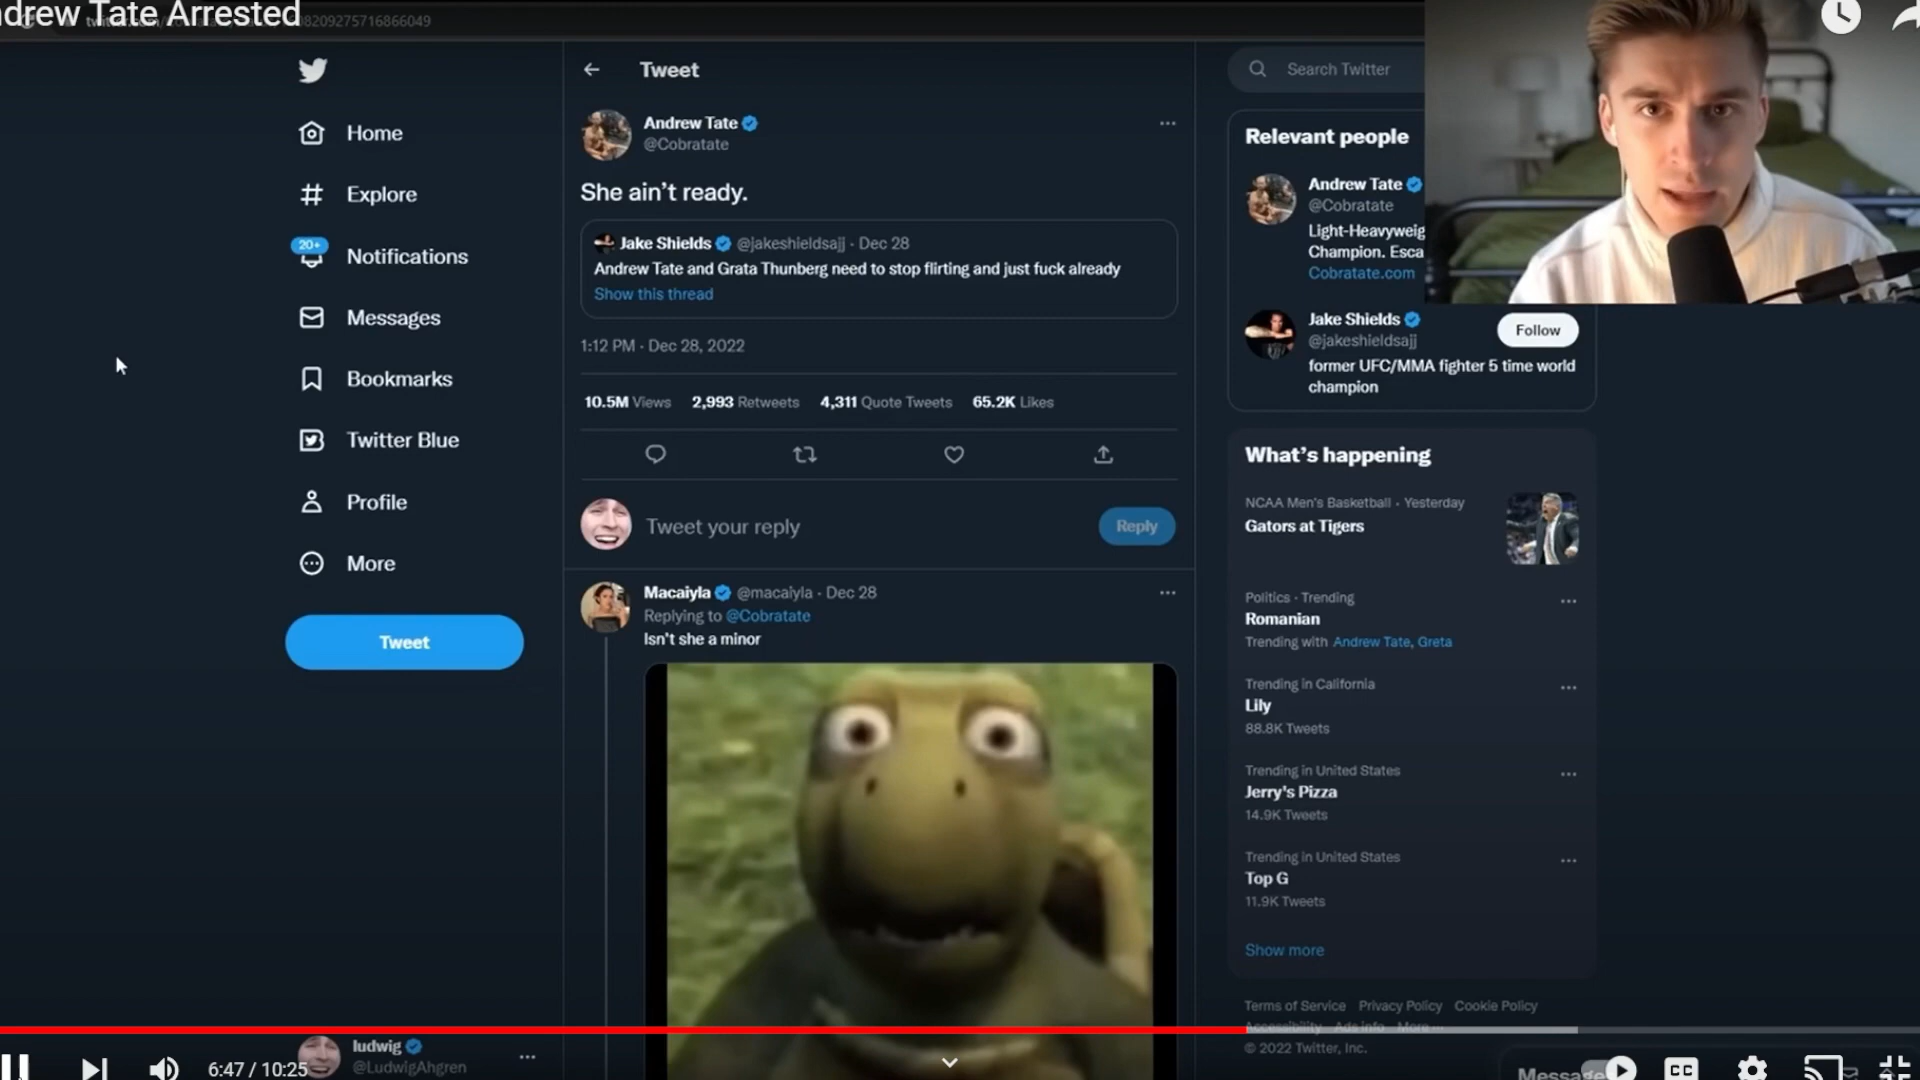 ndrew Tate Arrested
Tweet
Search Twitter
Andrew Tate
@Cobratate
Relevant people
Home
Andrew Tate
@Cobratate
Light-Heavyweig
Champion. Esca
Cobratate.com
She ain't ready.
Explore
Jake Shields @jakeshieldsajj · Dec 28
Andrew Tate and Grata Thunberg need to stop flirting and just fuck already
Show this thread
20+
Notifications
Messages
Jake Shields
@jakeshieldsajj
Follow
former UFC/MMA fighter 5 time world
champion
1:12 PM · Dec 28, 2022
Bookmarks
10.5M Views 2,993 Retweets 4,311 Quote Tweets 65.2K Likes
Twitter Blue
What's happening
Profile
Tweet your reply
Reply
NCAA Men's Basketball · Yesterday
Gators at Tigers
More
Macaiyla @macaiyla · Dec 28
Replying to @Cobratate
Isn't she a minor
Tweet
Politics · Trending
Romanian
Trending with Andrew Tate, Greta
Trending in California
Lily
88.8K Tweets
Trending in United States
Jerry's Pizza
14.9K Tweets
Trending in United States
Top G
11.9K Tweets
Show more
Terms of Service Privacy Policy Cookie Policy
Accessibility Ads info More
© 2022 Twitter, Inc.
ludwig
@LudwigAhgren
6:47 / 10:25
Message
CC